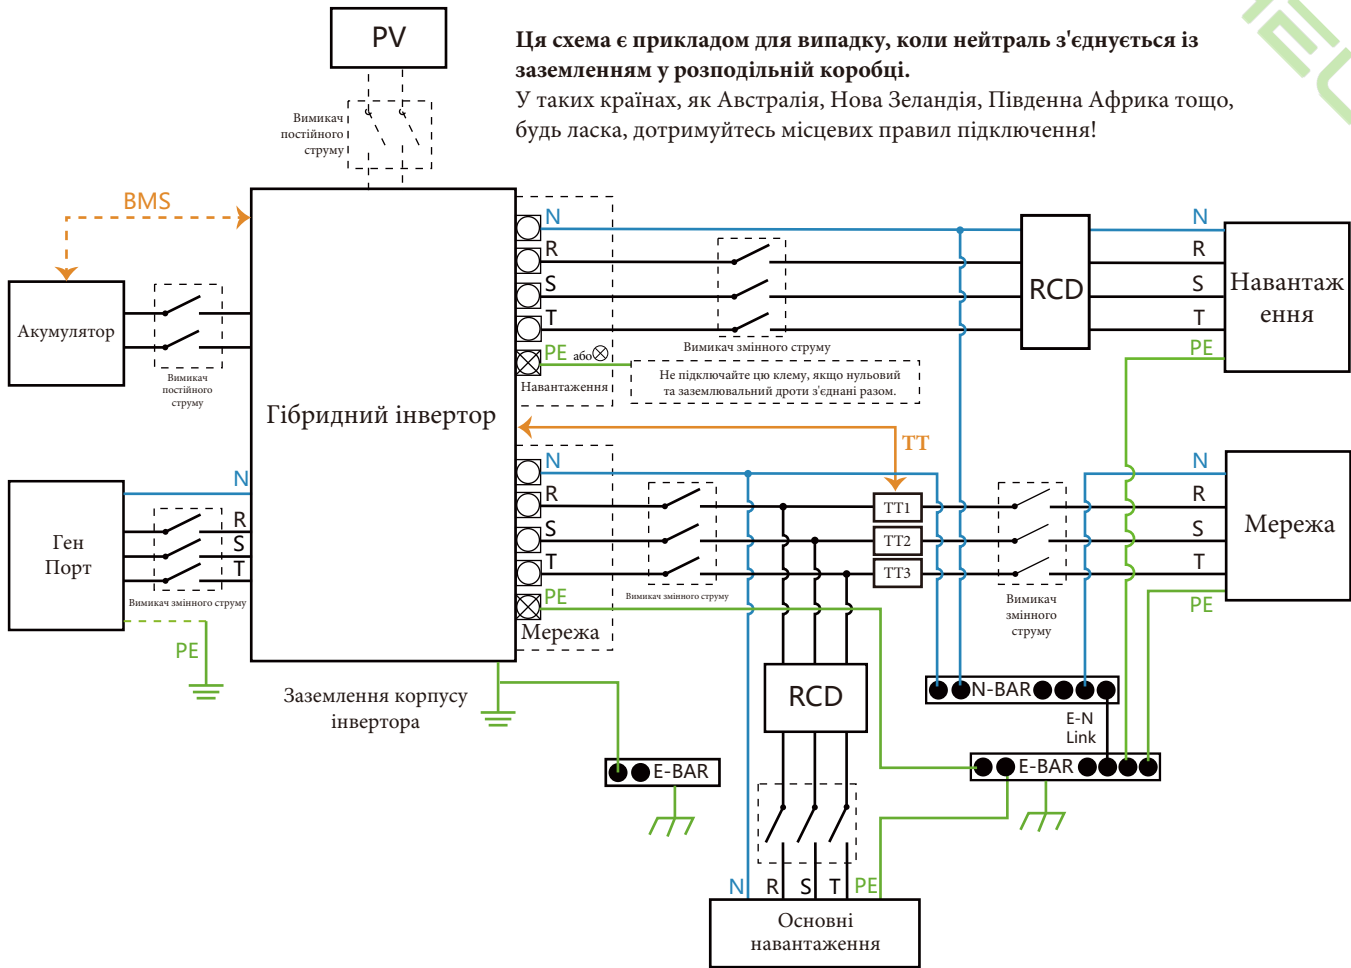 PV
Ця схема є прикладом для випадку, коли нейтраль з'єднується із
заземленням у розподільній коробці.
У таких країнах, як Австралія, Нова Зеландія, Південна Африка тощо,
будь ласка, дотримуйтесь місцевих правил підключення!
Вимикач
постійного
струму
BMS
Акумулятор
Вимикач
постійного
струму
Гібридний інвертор
N
R
S
T
PE або
Навантаження
Вимикач змінного струму
Не підключайте цю клему, якщо нульовий
та заземлювальний дроти з'єднані разом.
RCD
N
R
S
T
PE
Навантаж
ення
ТТ
Ген
Порт
N
R
S
T
Вимикач змінного струму
PE
N
R
S
T
PE
Мережа
Вимикач змінного струму
ТТ1
ТТ2
ТТ3
Вимикач
змінного
струму
N
R
S
T
PE
Мережа
Заземлення корпусу
інвертора
E-BAR
RCD
N-BAR
E-N
Link
E-BAR
N
R
S
T
PE
Основні
навантаження